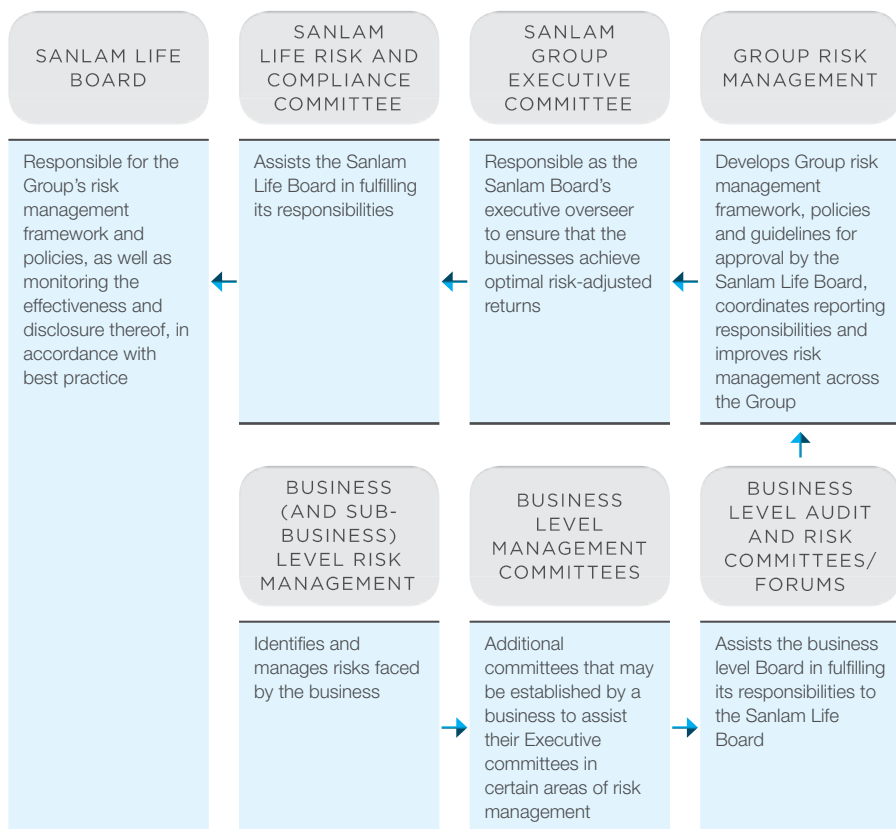 SANLAM LIFE
BOARD
Responsible for the
Group's risk
management
framework and
policies, as well as
monitoring the
effectiveness and
disclosure thereof, in
accordance with
best practice
SANLAM
LIFE RISK AND
COMPLIANCE
COMMITTEE
Assists the Sanlam
Life Board in fulfilling
its responsibilities
SANLAM
GROUP
EXECUTIVE
COMMITTEE
Responsible as the
Sanlam Board's
executive overseer
to ensure that the
businesses achieve
optimal risk-adjusted
returns
GROUP RISK
MANAGEMENT
Develops Group risk
management
framework, policies
and guidelines for
approval by the
Sanlam Life Board,
coordinates reporting
responsibilities and
improves risk
management across
the Group
BUSINESS
(AND SUB-
BUSINESS)
LEVEL RISK
MANAGEMENT
Identifies and
manages risks faced
by the business
BUSINESS
LEVEL
MANAGEMENT
COMMITTEES
Additional
committees that may
be established by a
business to assist
their Executive
committees in
certain areas of risk
management
BUSINESS
LEVEL AUDIT
AND RISK
COMMITTEES/
FORUMS
Assists the business
level Board in fulfilling
its responsibilities to
the Sanlam Life
Board